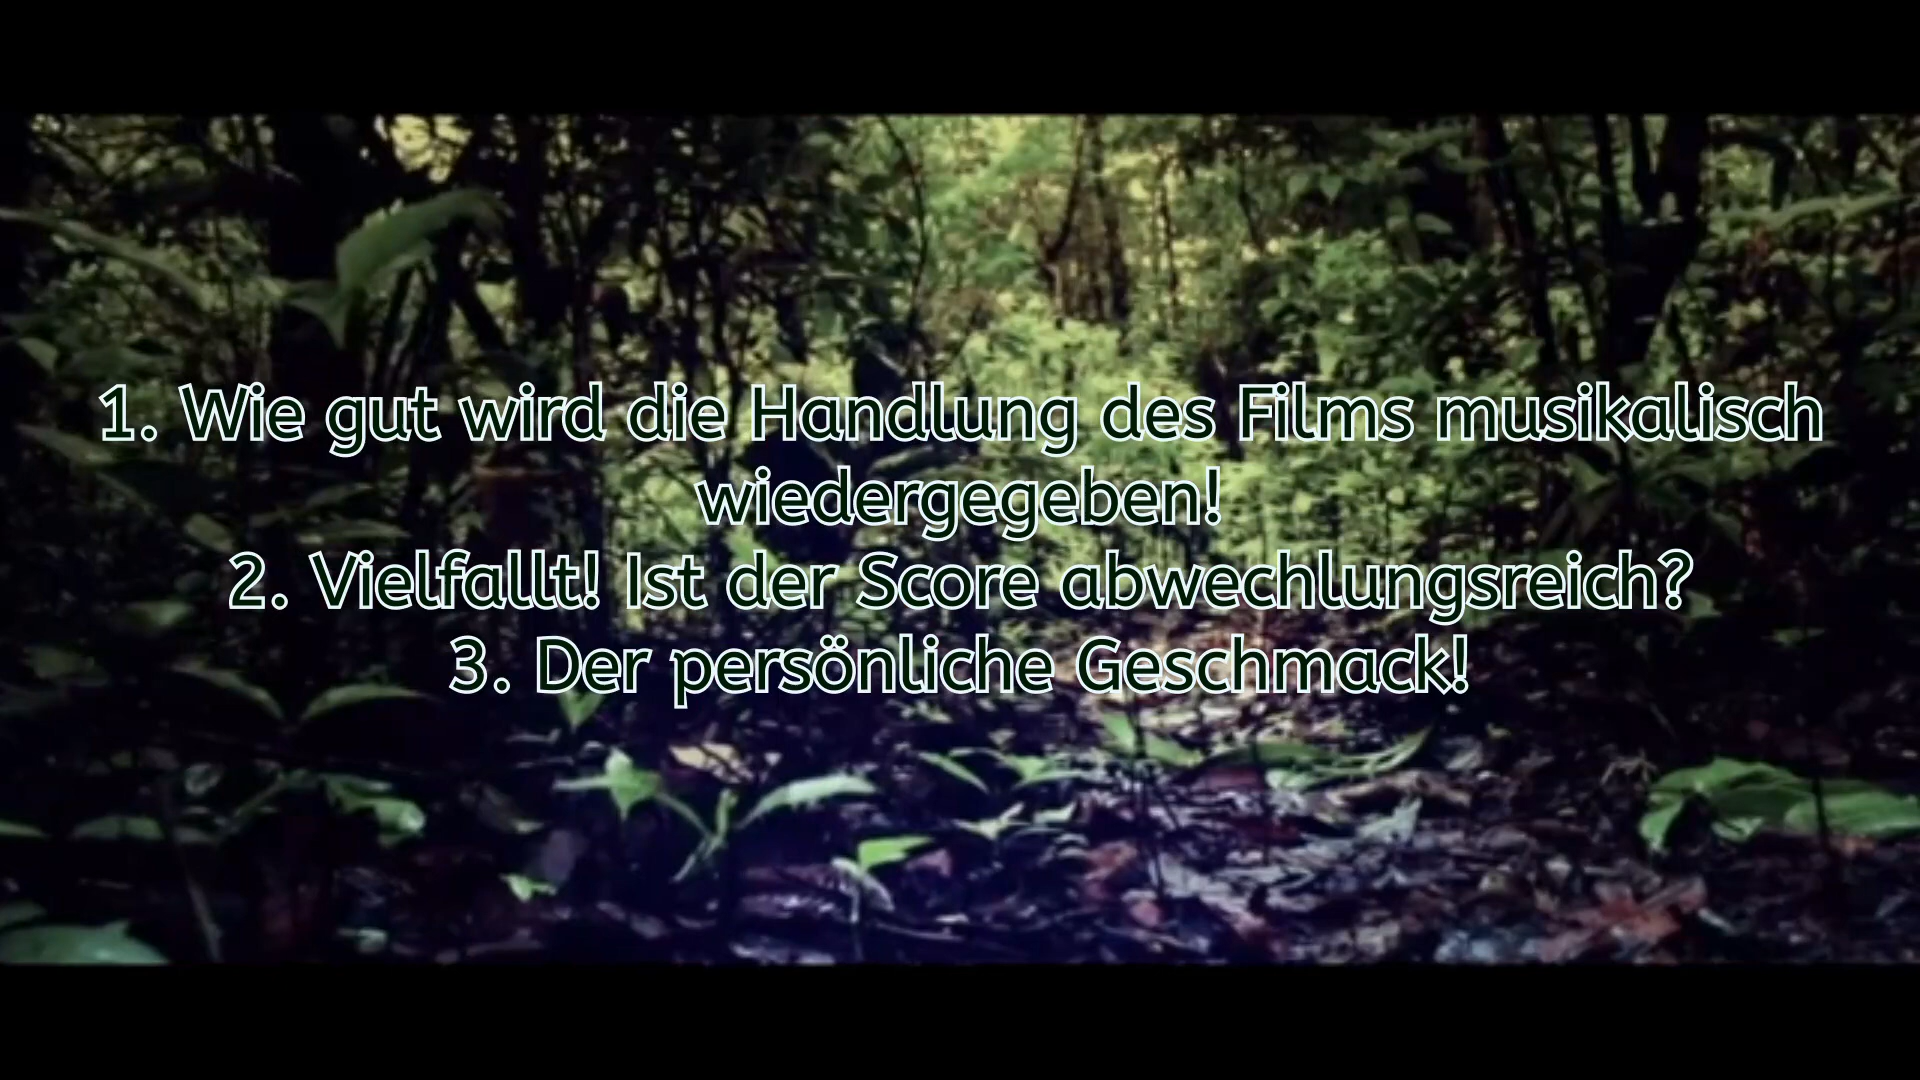 1. Wie gut wird die Handlung des Films musikalisch
wiedergegeben!
2. Vielfallt! Ist der Score abwechlungsreich?
3. Der persönliche Geschmack!